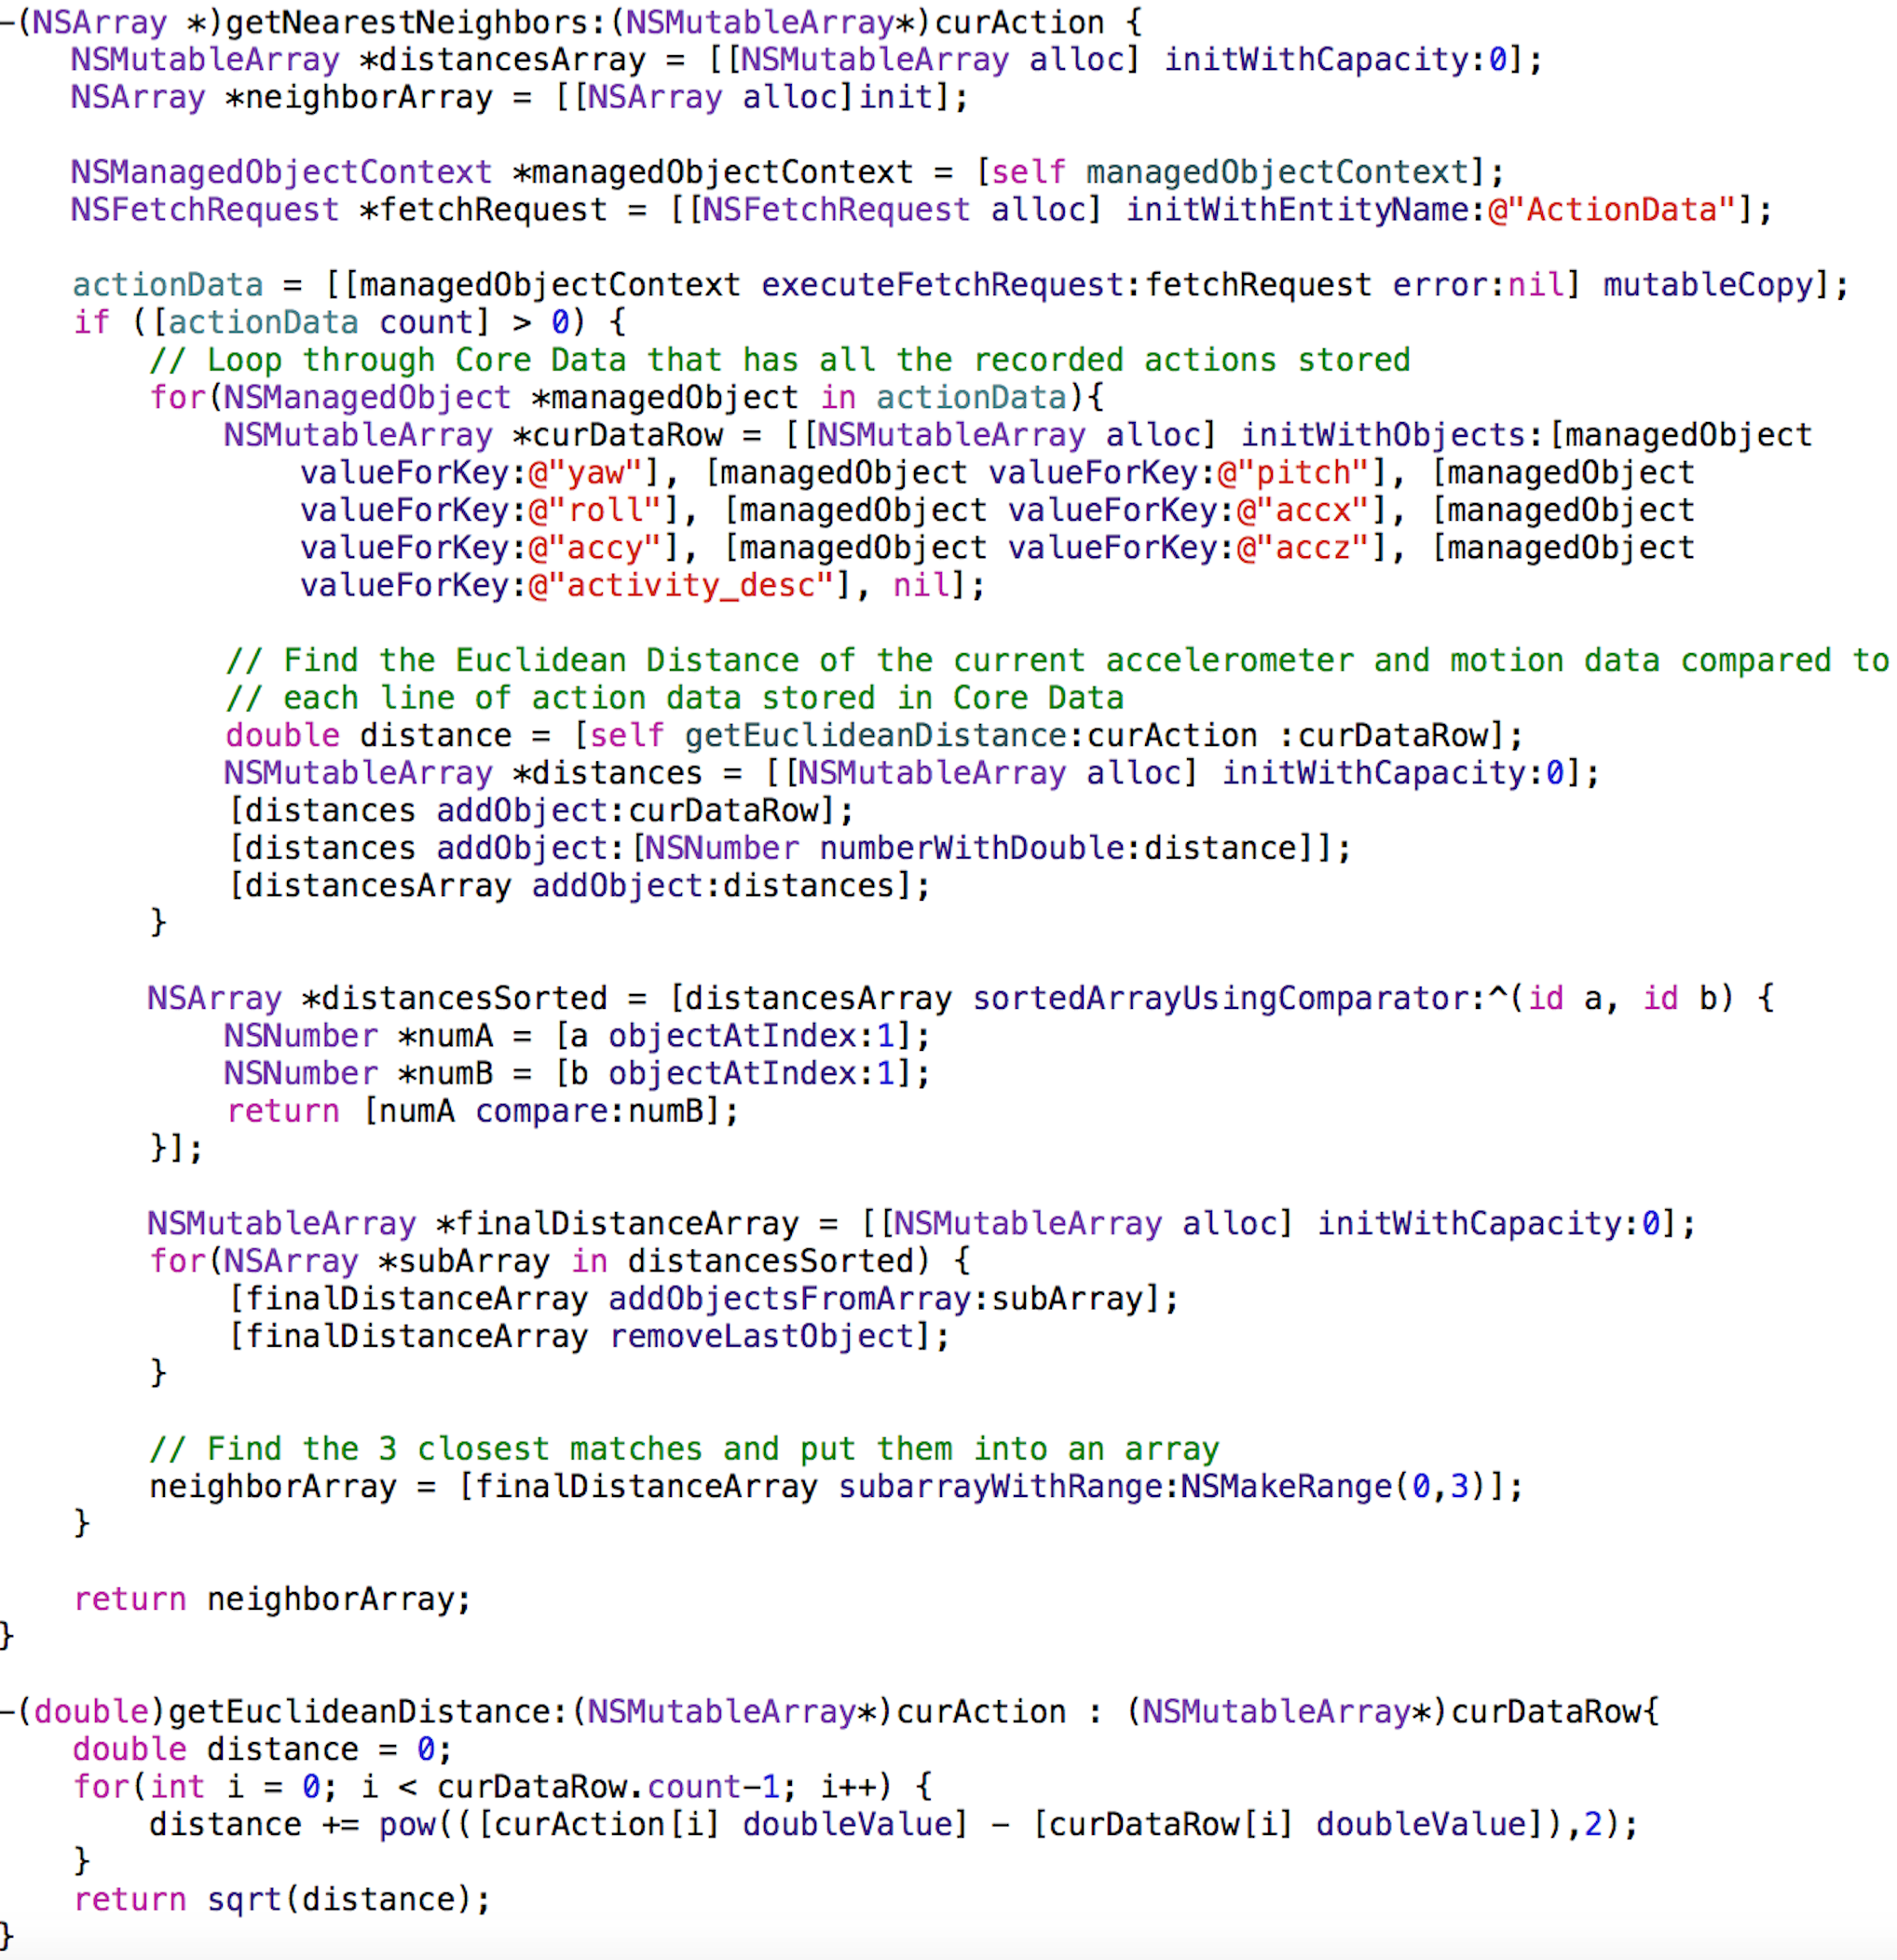 -(NSArray *)getNearestNeighbors:(NSMutableArray*)curAction {
    NSMutableArray *distancesArray = [[NSMutableArray alloc] initWithCapacity:0];
    NSArray *neighborArray = [[NSArray alloc]init];

    NSManagedObjectContext *managedObjectContext = [self managedObjectContext];
    NSFetchRequest *fetchRequest = [[NSFetchRequest alloc] initWithEntityName:@"ActionData"];

    actionData = [[managedObjectContext executeFetchRequest:fetchRequest error:nil] mutableCopy];
    if ([actionData count] > 0) {
        // Loop through Core Data that has all the recorded actions stored
        for(NSManagedObject *managedObject in actionData){
            NSMutableArray *curDataRow = [[NSMutableArray alloc] initWithObjects:[managedObject
                valueForKey:@"yaw"], [managedObject valueForKey:@"pitch"], [managedObject
                valueForKey:@"roll"], [managedObject valueForKey:@"accx"], [managedObject
                valueForKey:@"accy"], [managedObject valueForKey:@"accz"], [managedObject
                valueForKey:@"activity_desc"], nil];

            // Find the Euclidean Distance of the current accelerometer and motion data compared to
            // each line of action data stored in Core Data
            double distance = [self getEuclideanDistance:curAction :curDataRow];
            NSMutableArray *distances = [[NSMutableArray alloc] initWithCapacity:0];
            [distances addObject:curDataRow];
            [distances addObject:[NSNumber numberWithDouble:distance]];
            [distancesArray addObject:distances];
        }

        NSArray *distancesSorted = [distancesArray sortedArrayUsingComparator:^(id a, id b) {
            NSNumber *numA = [a objectAtIndex:1];
            NSNumber *numB = [b objectAtIndex:1];
            return [numA compare:numB];
        }];

        NSMutableArray *finalDistanceArray = [[NSMutableArray alloc] initWithCapacity:0];
        for(NSArray *subArray in distancesSorted) {
            [finalDistanceArray addObjectsFromArray:subArray];
            [finalDistanceArray removeLastObject];
        }

        // Find the 3 closest matches and put them into an array
        neighborArray = [finalDistanceArray subarrayWithRange:NSMakeRange(0,3)];
    }

    return neighborArray;
}

-(double)getEuclideanDistance:(NSMutableArray*)curAction : (NSMutableArray*)curDataRow{
    double distance = 0;
    for(int i = 0; i < curDataRow.count-1; i++) {
        distance += pow(([curAction[i] doubleValue] - [curDataRow[i] doubleValue]),2);
    }
    return sqrt(distance);
}